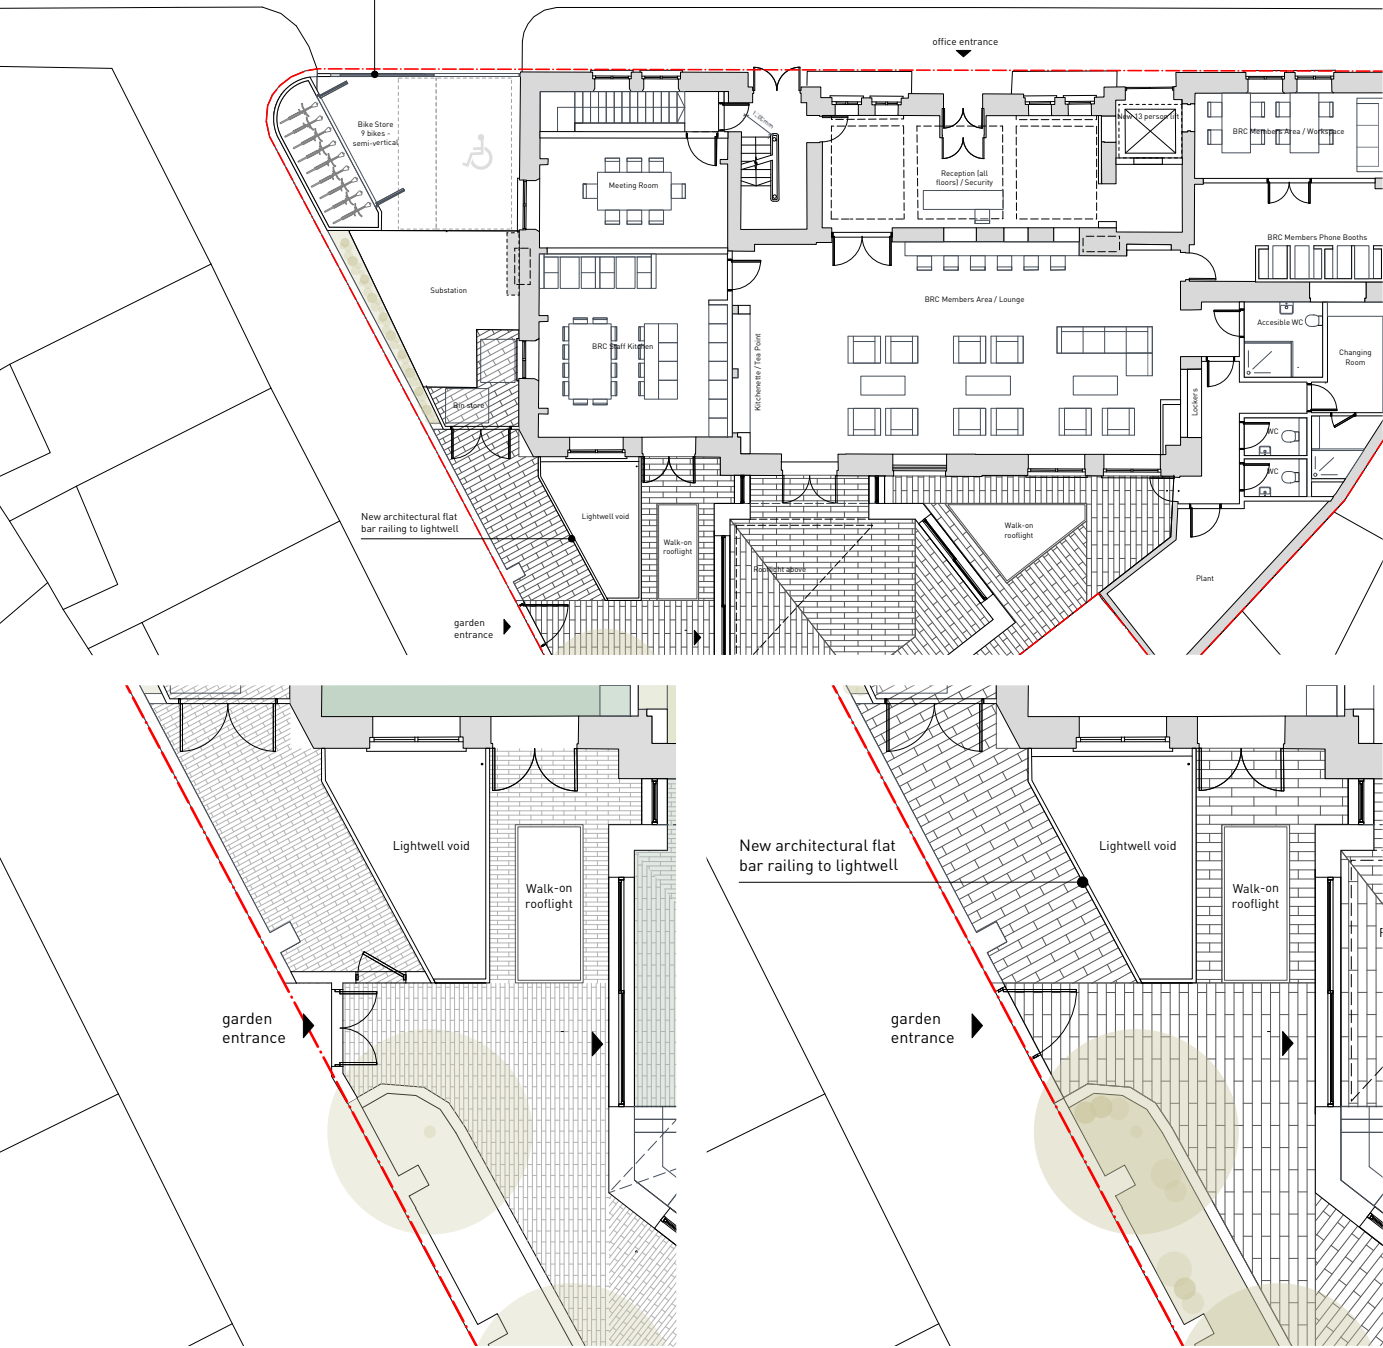 office entrance
Bike Store
9 bikes -
semi-vertical
New 13 person lift
BRC Members Area / Workspace
Meeting Room
Reception (all
floors) / Security
BRC Members Phone Booths
Substation
BRC Members Area / Lounge
Accesible WC
BRC Staff Kitchen
Kitchenette / Tea Point
Changing
Room
Lockers
Bin store
WC
WC
New architectural flat
bar railing to lightwell
Lightwell void
Walk-on
rooflight
Walk-on
rooflight
Rooflight above
Plant
garden
entrance
Lightwell void
Walk-on
rooflight
garden
entrance
New architectural flat
bar railing to lightwell
Lightwell void
Walk-on
rooflight
garden
entrance